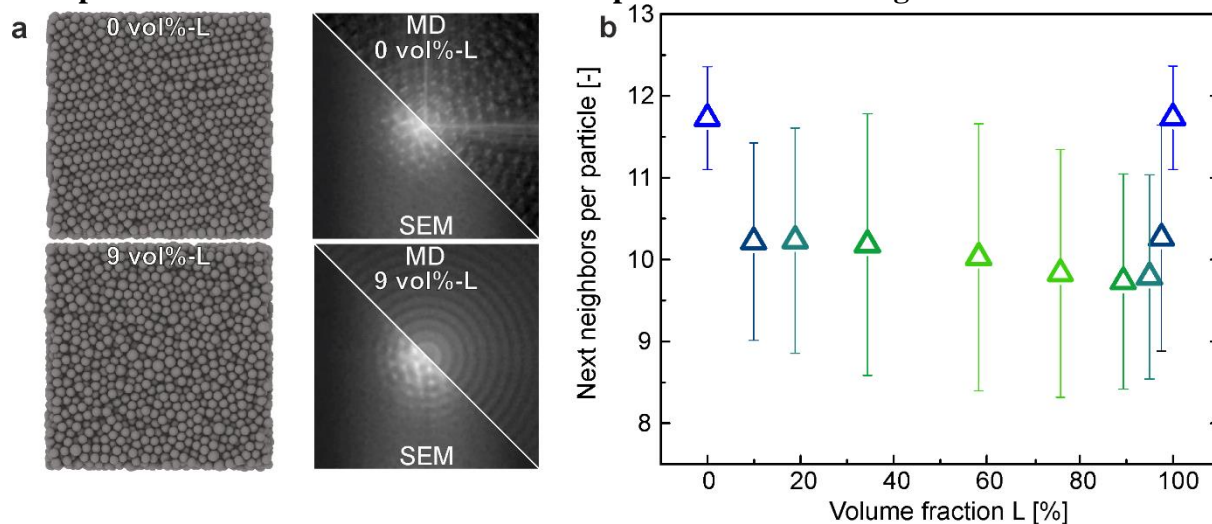 a
0 vol%-L
MD
0 vol%-L
SEM
9 vol%-L
MD
9 vol%-L
SEM
b
13
12
11
10
9
8
Next neighbors per particle [-]
0 20 40 60 80 100
Volume fraction L [%]